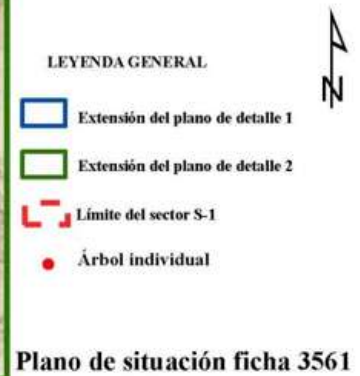 N
LEYENDA GENERAL
Extensión del plano de detalle 1
Extensión del plano de detalle 2
Límite del sector S-1
Árbol individual
Plano de situación ficha 3561